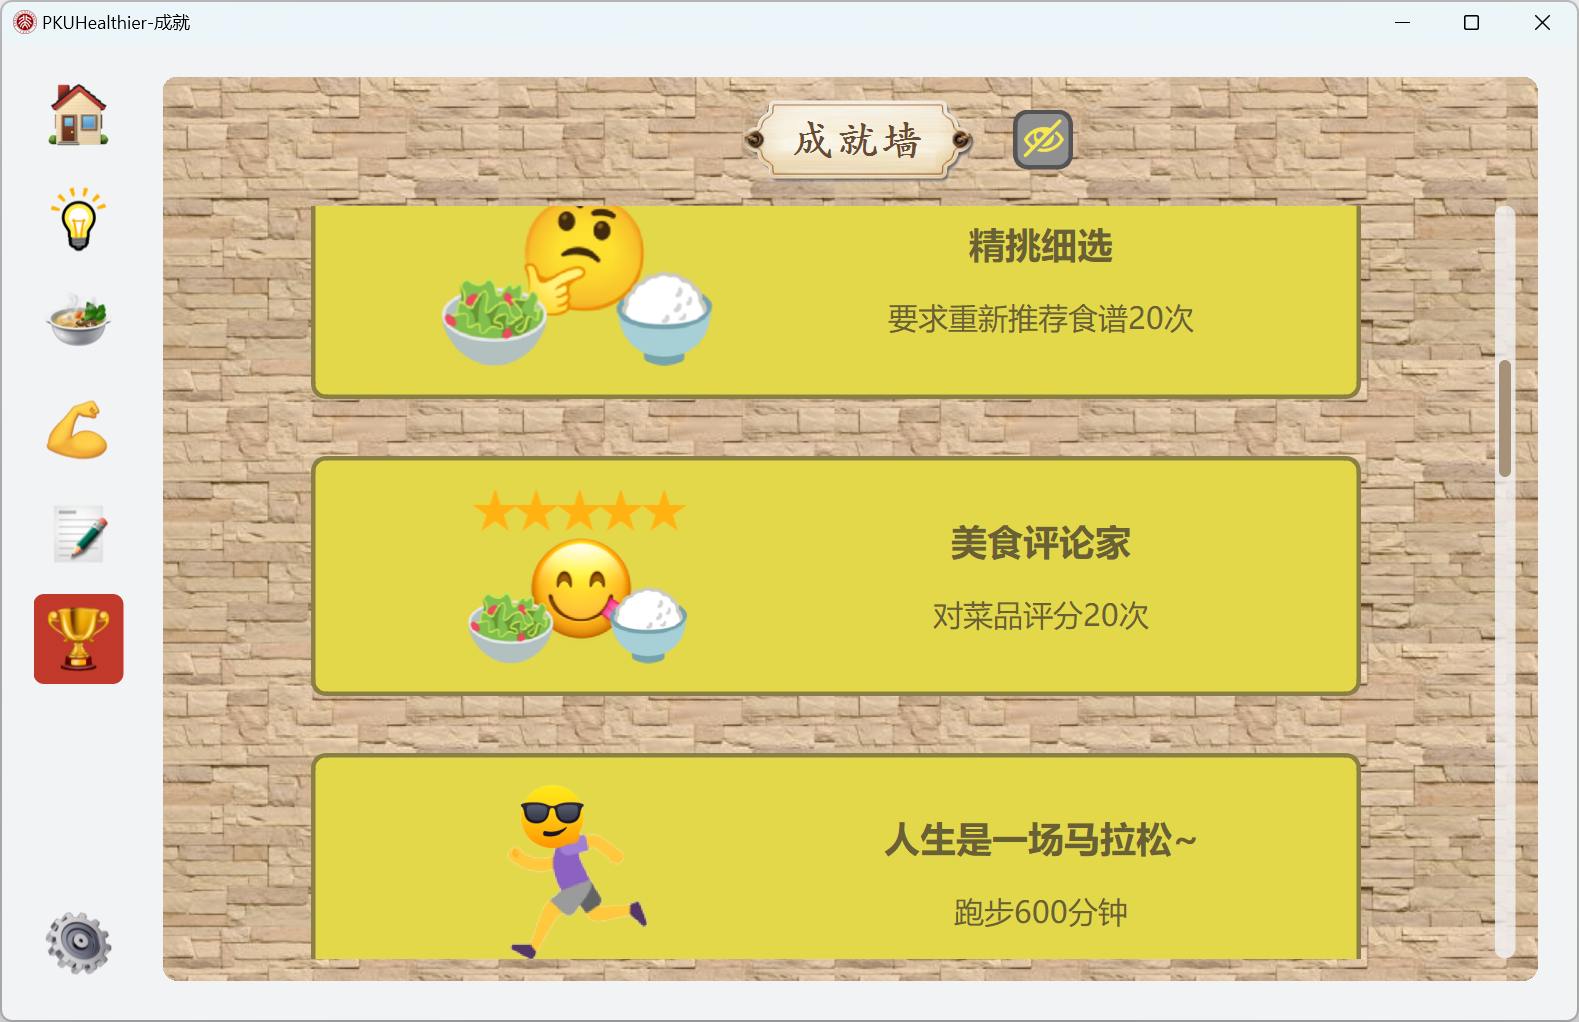 PKUHealthier-成就
成就墙
精挑细选
要求重新推荐食谱20次
美食评论家
对菜品评分20次
人生是一场马拉松~
跑步600分钟